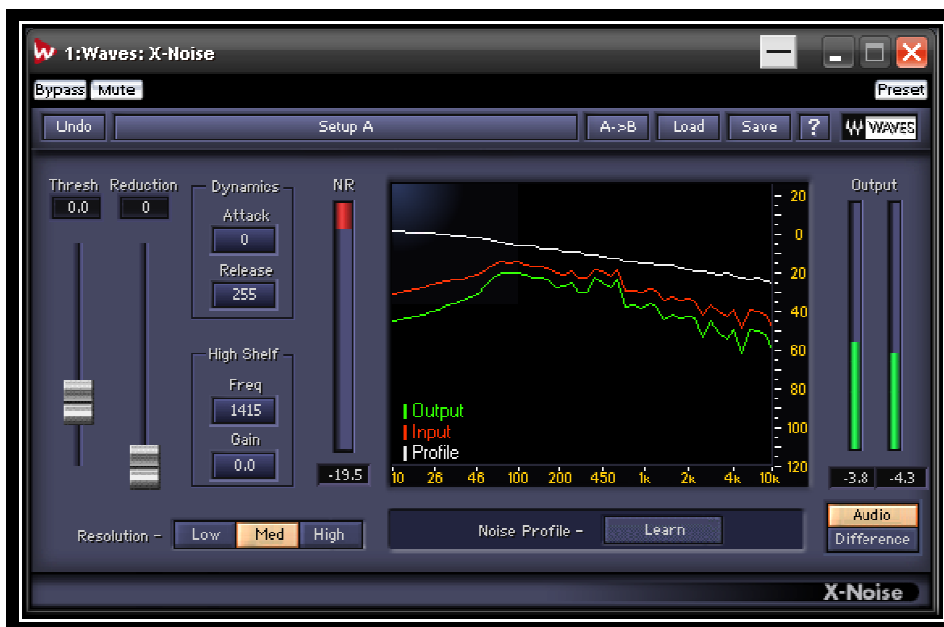 1:Waves: X-Noise
Bypass Mute Preset
Undo Setup A A->B Load Save ? WAVES
Thresh Reduction Dynamics NR Output
0.0 0
Attack
0
Release
255
High Shelf
Freq
1415
Gain
0.0
-19.5
20
0
20
40
60
80
100
120
Output
Input
Profile
10 26 46 100 200 450 1k 2k 4k 10k
-3.8 -4.3
Resolution - Low Med High
Noise Profile - Learn
Audio
Difference
X-Noise